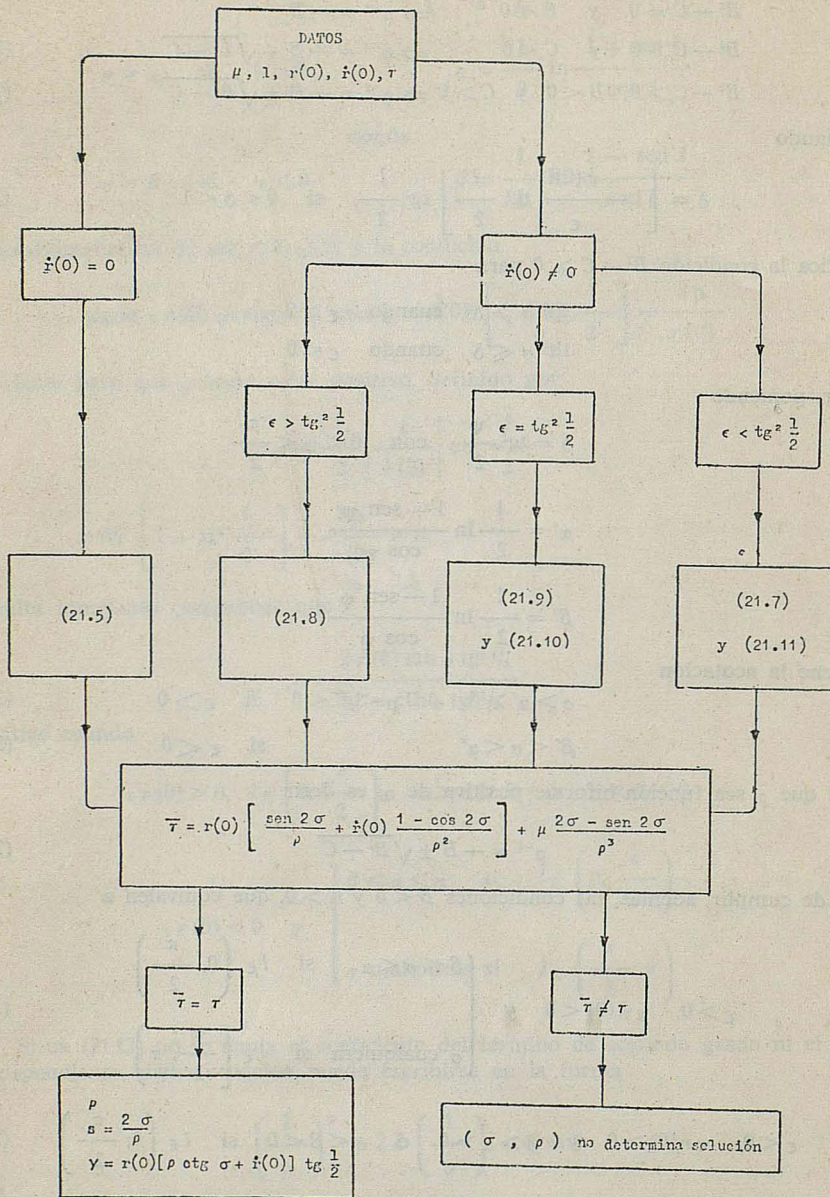 DATOS
μ, l, r(0), ṙ(0), τ
ṙ(0) = 0
ṙ(0) ≠ 0
ϵ > tg² l/2
ϵ = tg² l/2
ϵ < tg² l/2
(21.5)
(21.8)
(21.9)
y (21.10)
(21.7)
y (21.11)
τ̄ = r(0) [ sen 2σ / ρ + ṙ(0) (1 - cos 2σ) / ρ² ] + μ (2σ - sen 2σ) / ρ³
τ̄ = τ
τ̄ ≠ τ
ρ
s = 2σ / ρ
γ = r(0)[ρ ctg σ + ṙ(0)] tg l/2
(σ, ρ) no determina solución